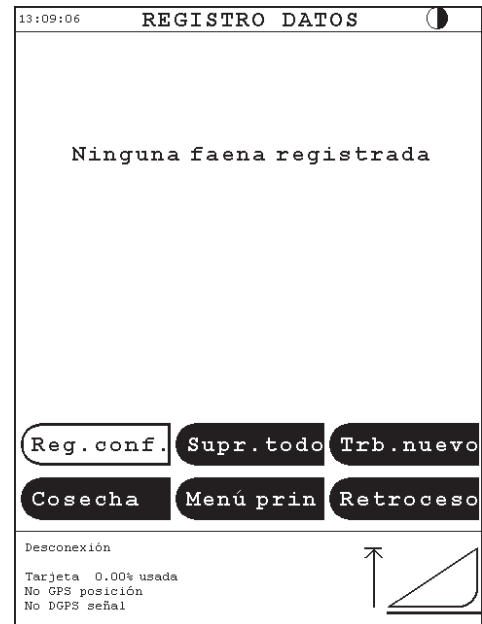 13:09:06 REGISTRO DATOS
Ninguna faena registrada
Reg.conf. Supr.todo Trb.nuevo
Cosecha Menú prin Retroceso
Desconexión
Tarjeta 0.00% usada
No GPS posición
No DGPS señal